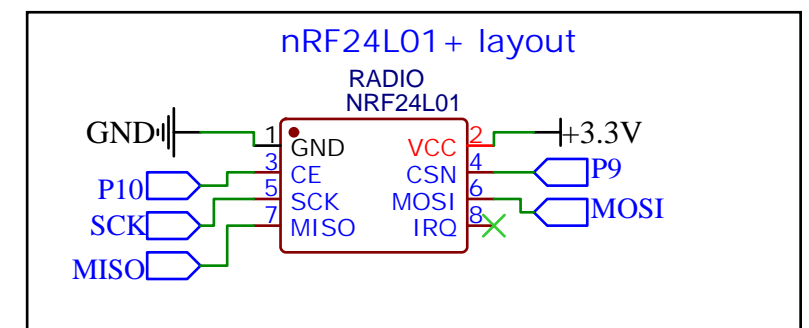 nRF24L01+ layout
RADIO
NRF24L01
GND 1 GND VCC 2 +3.3V
P10 3 CE CSN 4 P9
SCK 5 SCK MOSI 6 MOSI
MISO 7 MISO IRQ 8